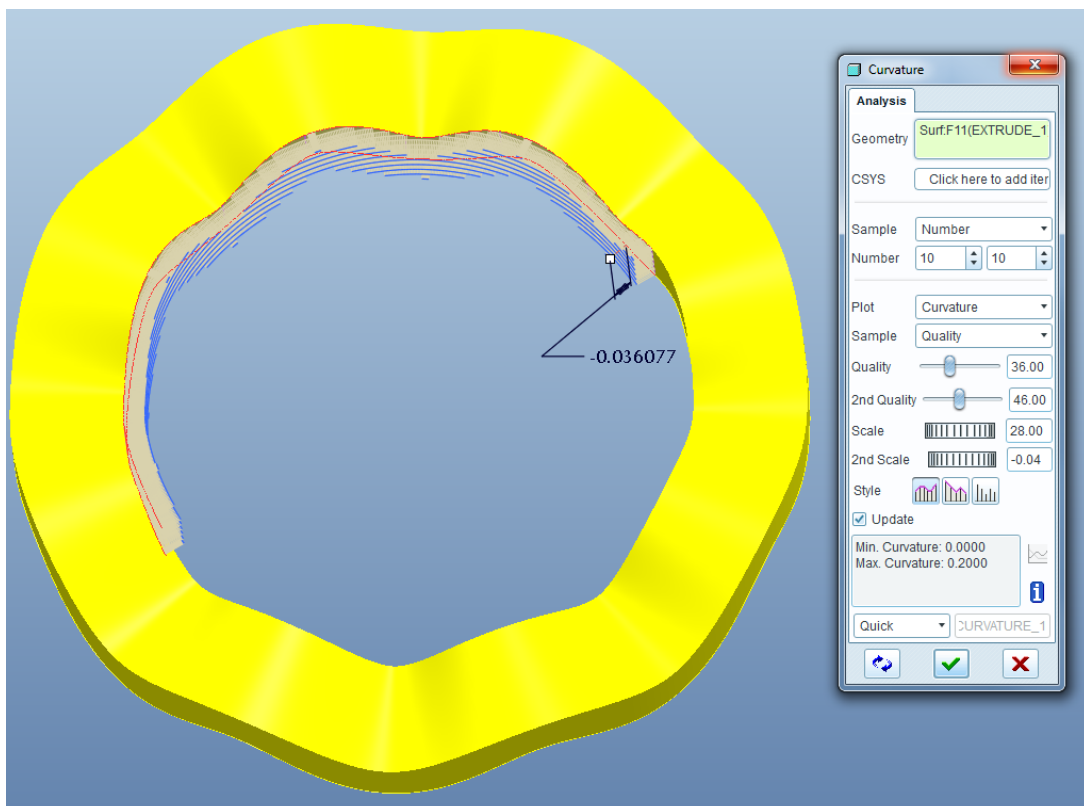 Curvature
Analysis
Geometry Surf:F11(EXTRUDE_1
CSYS Click here to add iter
Sample Number
Number 10 10
Plot Curvature
Sample Quality
Quality 36.00
2nd Quality 46.00
Scale 28.00
2nd Scale -0.04
Style
Update
Min. Curvature: 0.0000
Max. Curvature: 0.2000
Quick CURVATURE_1
-0.036077